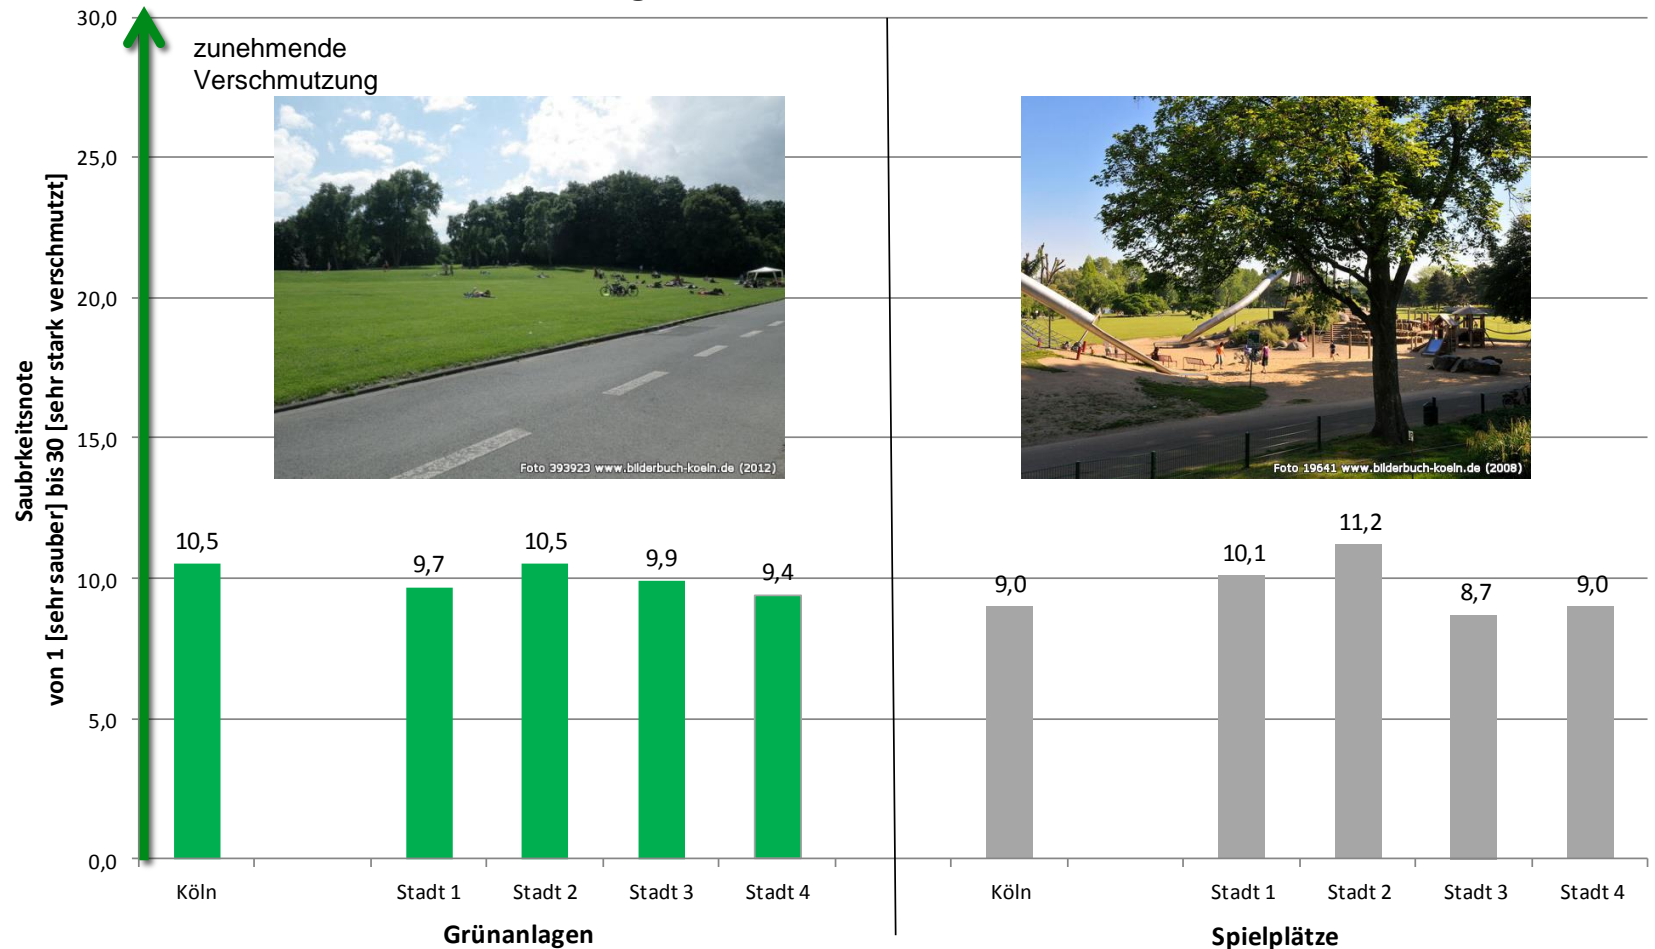 30,0
zunehmende
Verschmutzung
25,0
20,0
15,0
10,0
5,0
0,0
Saubrkeitsnote
von 1 [sehr sauber] bis 30 [sehr stark verschmutzt]
Foto 393923 www.bilderbuch-koeln.de (2012)
Foto 19641 www.bilderbuch-koeln.de (2008)
10,5
9,7
10,5
9,9
9,4
9,0
10,1
11,2
8,7
9,0
Köln
Stadt 1
Stadt 2
Stadt 3
Stadt 4
Köln
Stadt 1
Stadt 2
Stadt 3
Stadt 4
Grünanlagen
Spielplätze